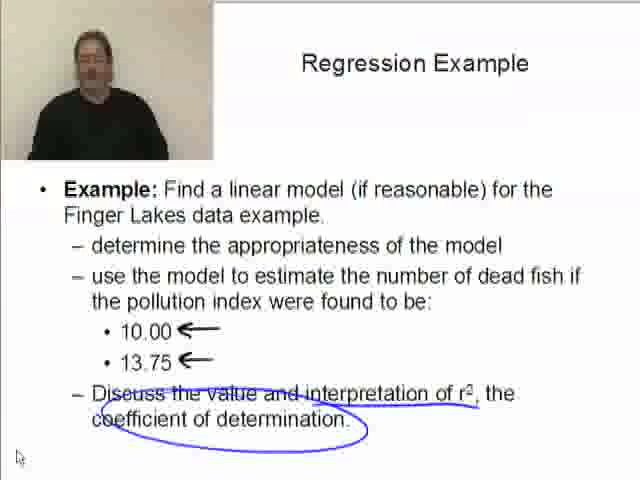 Regression Example
• Example: Find a linear model (if reasonable) for the
Finger Lakes data example.
– determine the appropriateness of the model
– use the model to estimate the number of dead fish if
the pollution index were found to be:
• 10.00
• 13.75
– Discuss the value and interpretation of r², the
coefficient of determination.